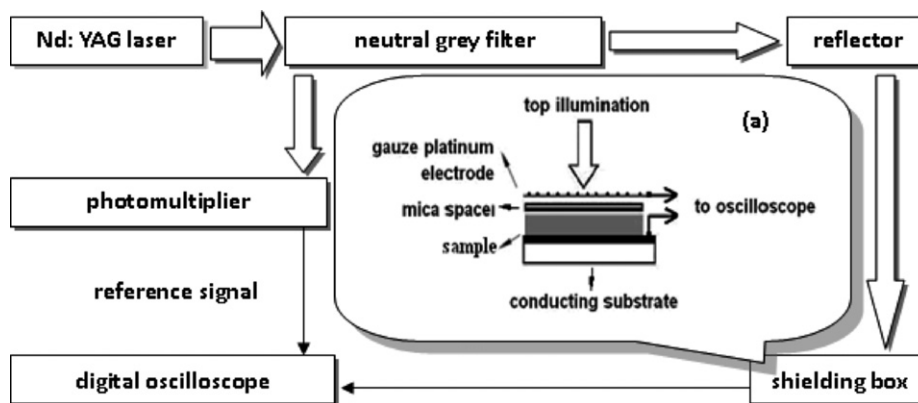 Nd: YAG laser
neutral grey filter
reflector
top illumination
(a)
gauze platinum
electrode
photomultiplier
mica spacer
to oscilloscope
sample
reference signal
conducting substrate
digital oscilloscope
shielding box